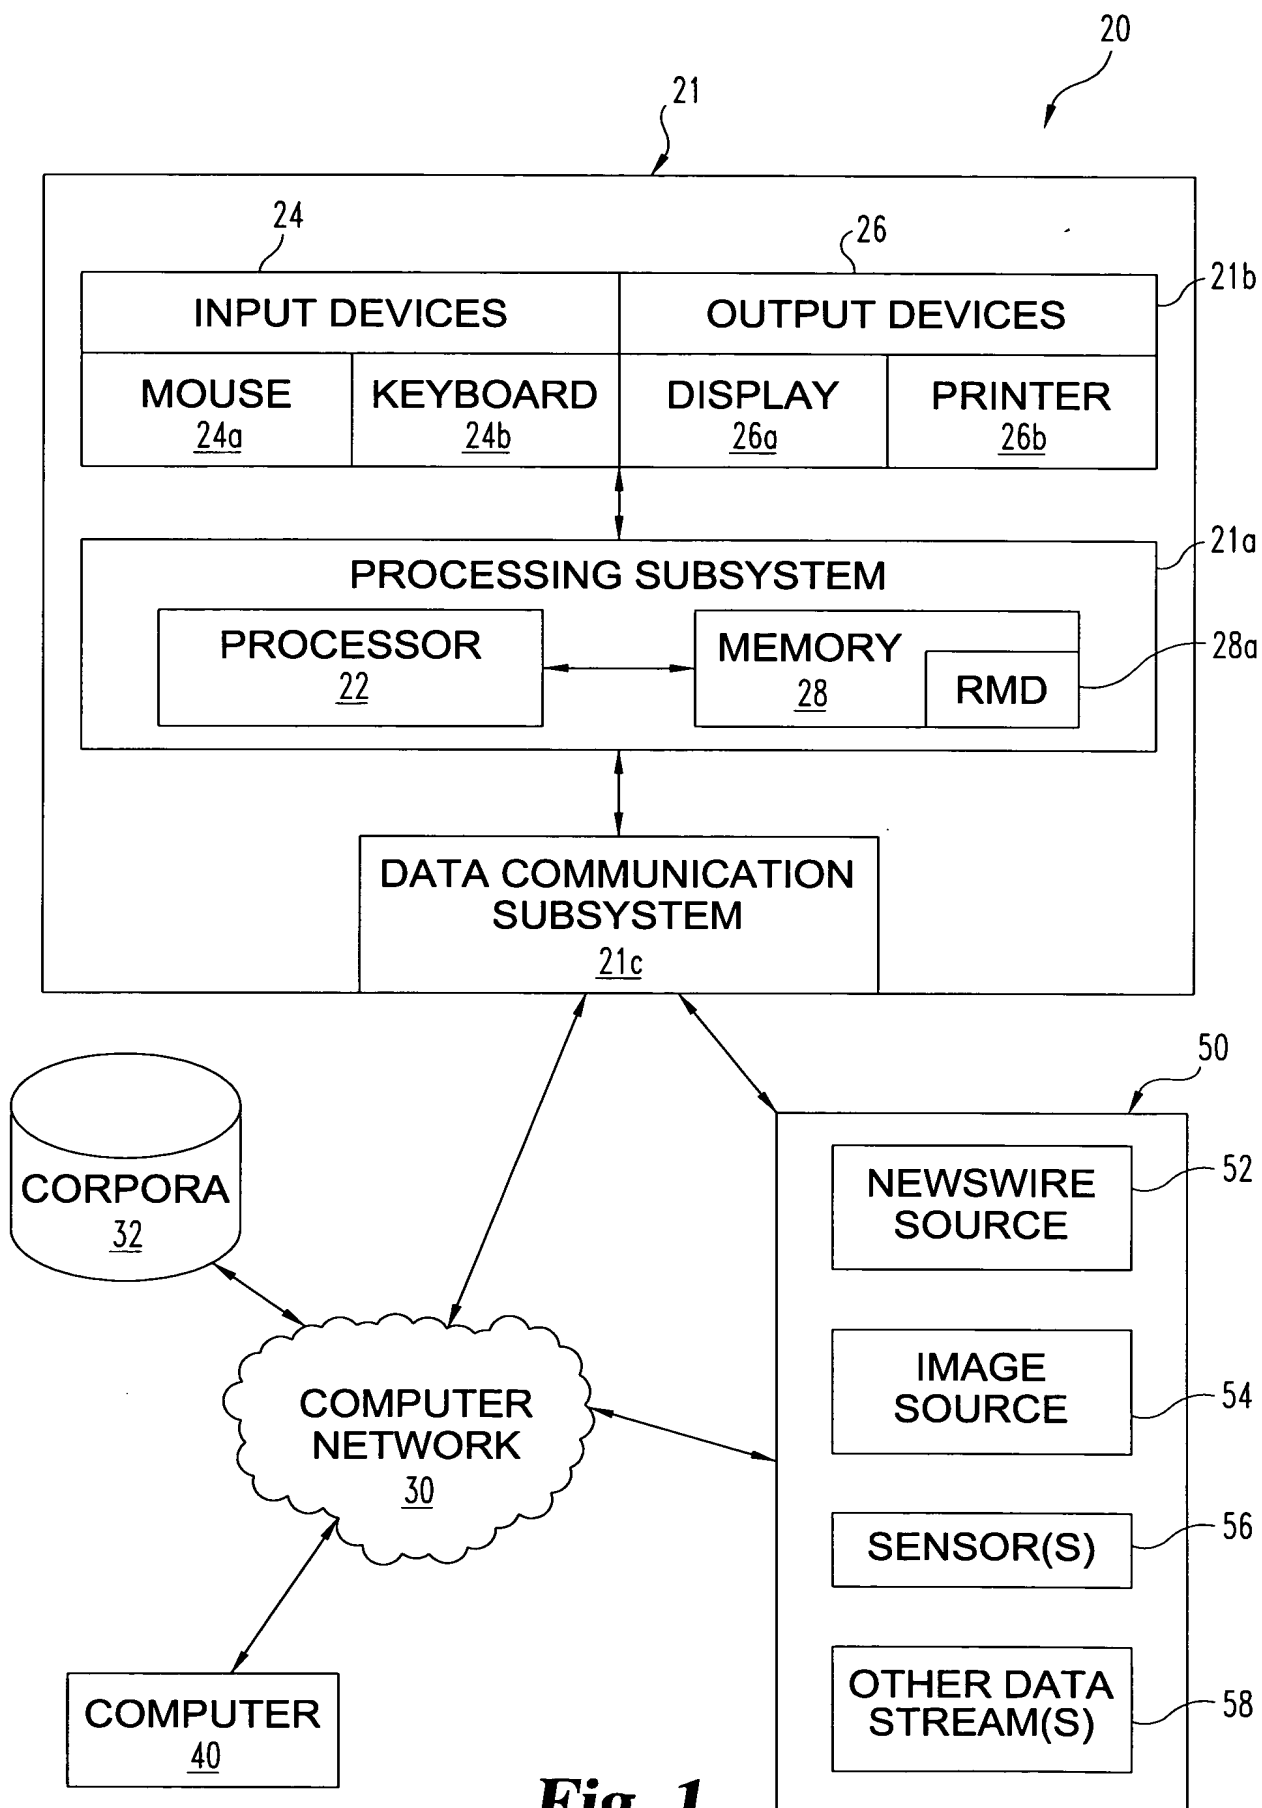 20
21
24
26
21b
INPUT DEVICES
OUTPUT DEVICES
MOUSE
24a
KEYBOARD
24b
DISPLAY
26a
PRINTER
26b
21a
PROCESSING SUBSYSTEM
PROCESSOR
22
MEMORY
28
RMD
28a
DATA COMMUNICATION
SUBSYSTEM
21c
50
CORPORA
32
NEWSWIRE
SOURCE
52
IMAGE
SOURCE
54
COMPUTER
NETWORK
30
SENSOR(S)
56
OTHER DATA
STREAM(S)
58
COMPUTER
40
Fig. 1